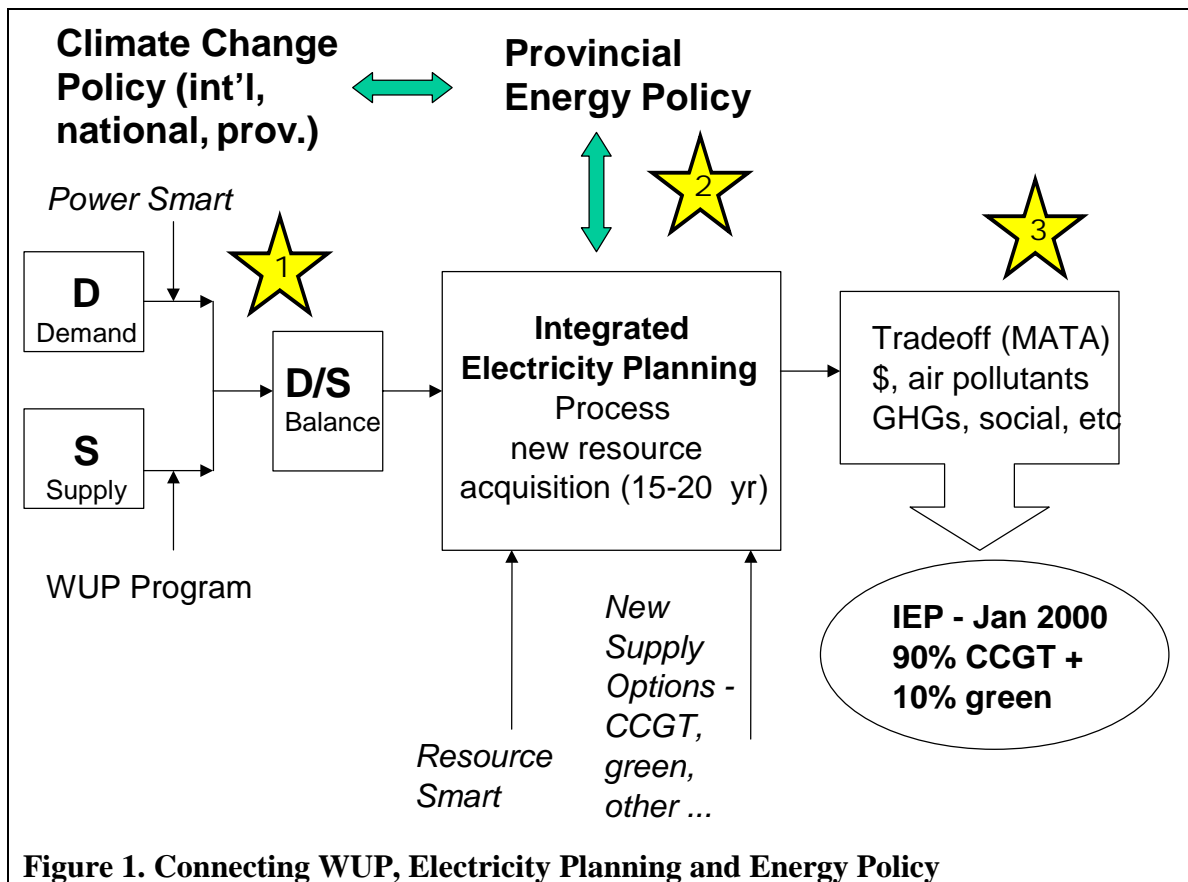 Climate Change
Policy (int'l,
national, prov.)
Provincial
Energy Policy
Power Smart
1
2
3
D
Demand
S
Supply
D/S
Balance
WUP Program
Integrated
Electricity Planning
Process
new resource
acquisition (15-20 yr)
Tradeoff (MATA)
$, air pollutants
GHGs, social, etc
Resource
Smart
New
Supply
Options -
CCGT,
green,
other ...
IEP - Jan 2000
90% CCGT +
10% green
Figure 1. Connecting WUP, Electricity Planning and Energy Policy